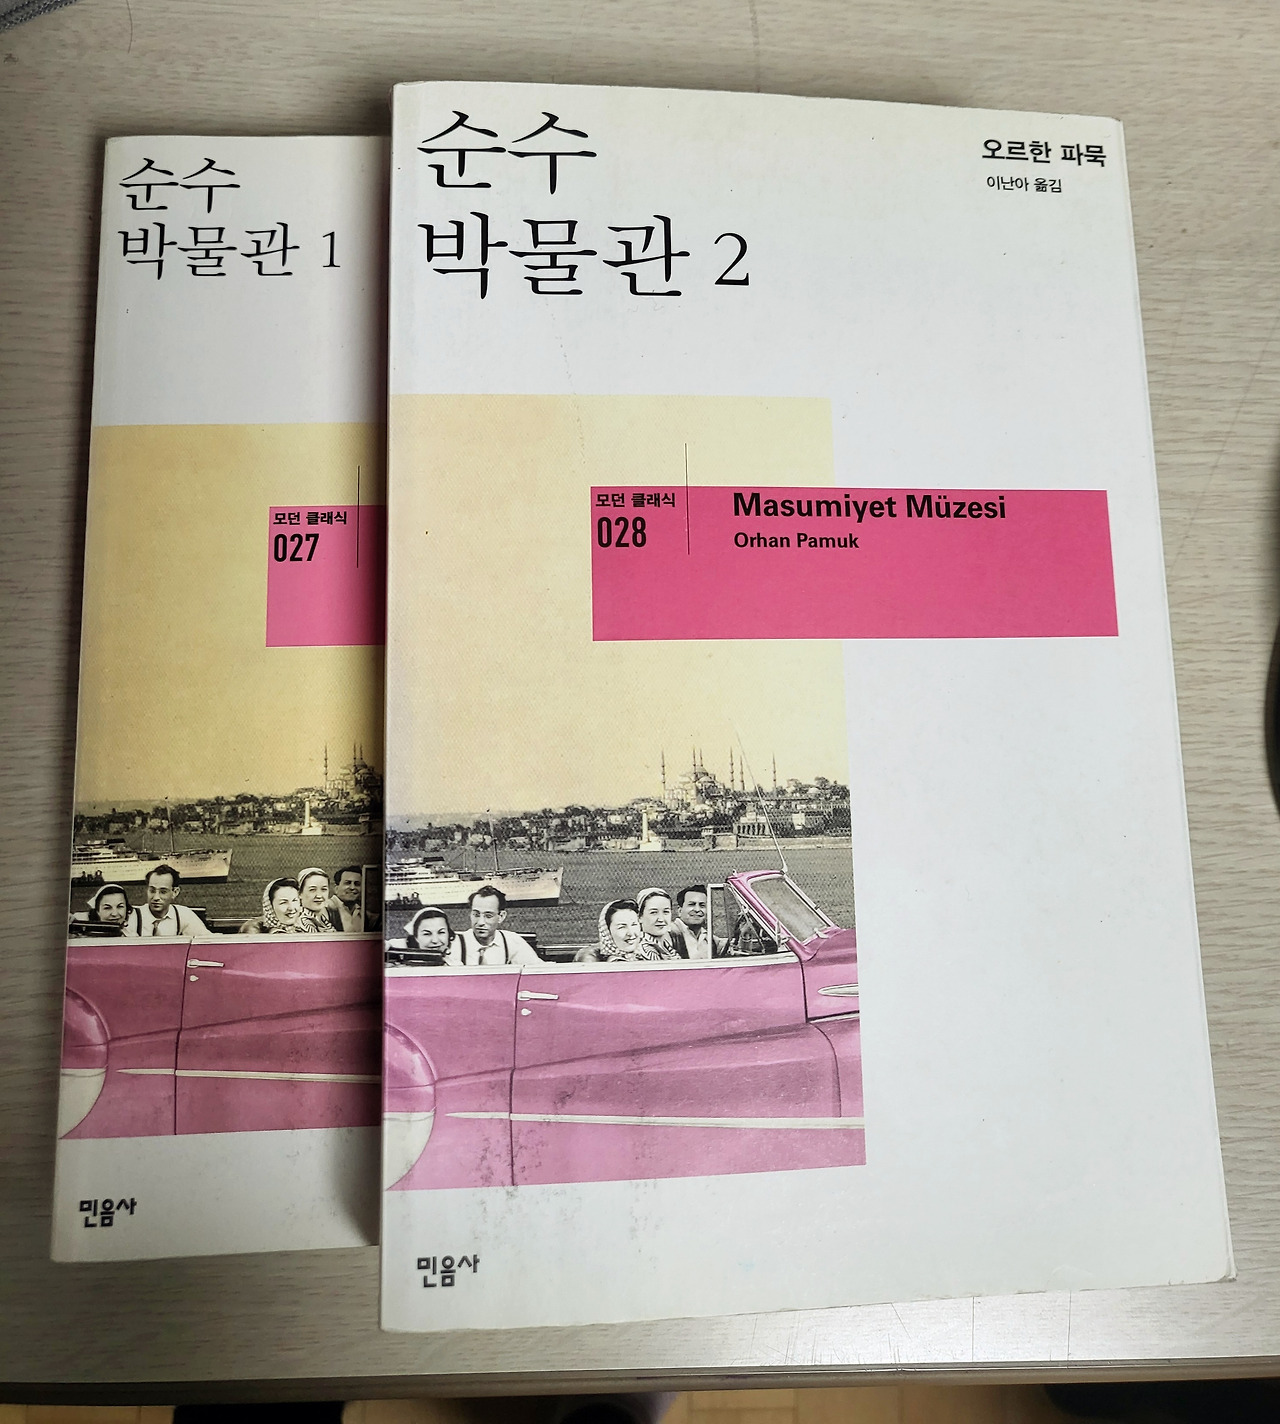 순수
박물관 1
모던 클래식
027
민음사
순수
박물관 2
오르한 파묵
이난아 옮김
모던 클래식
028
Masumiyet Müzesi
Orhan Pamuk
민음사